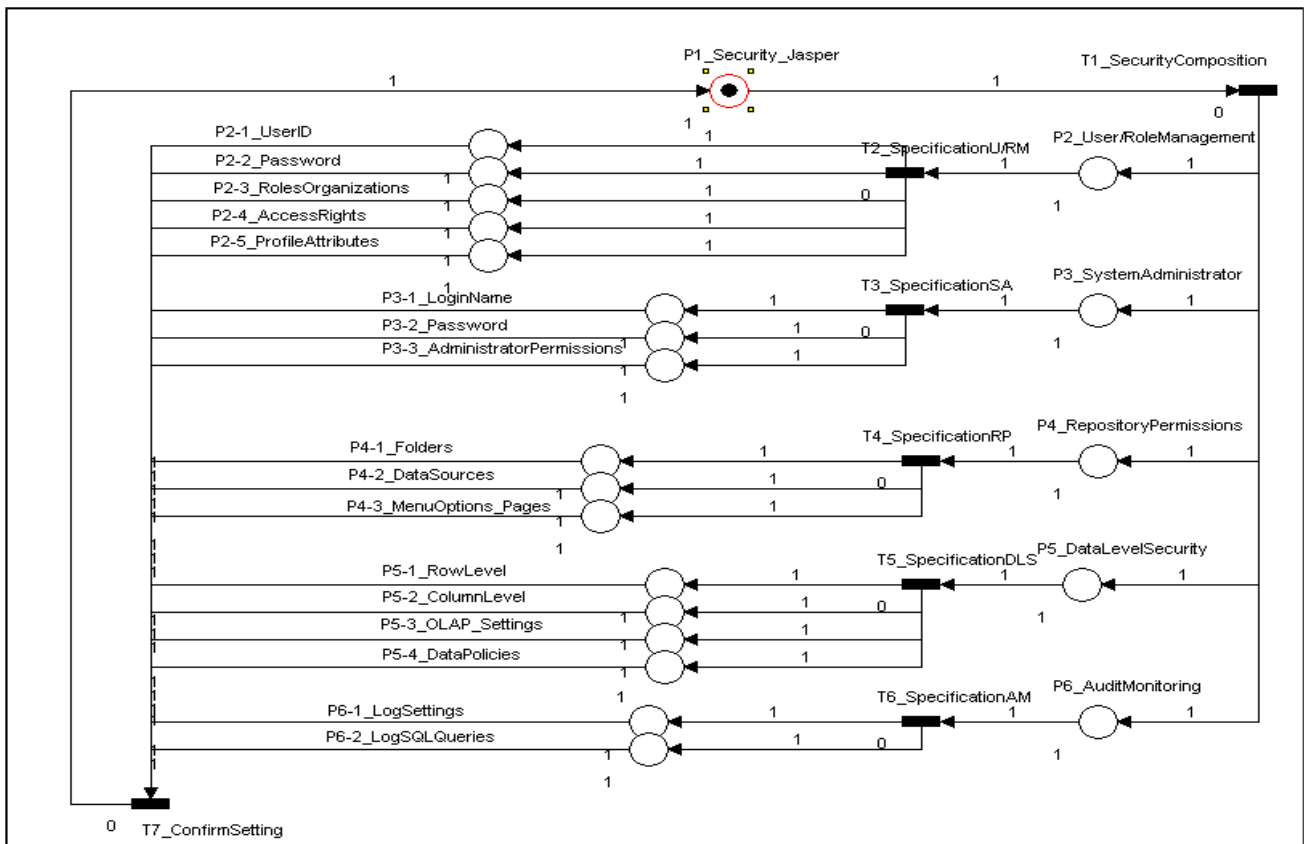 P1_Security_Jasper
T1_SecurityComposition
1 1
0
1
P2-1_UserID 1 T2_SpecificationU/RM P2_User/RoleManagement
P2-2_Password 1 1 1
1
P2-3_RolesOrganizations 1 0
1 1
P2-4_AccessRights 1
1
P2-5_ProfileAttributes 1
1
1
P3-1_LoginName T3_SpecificationSA P3_SystemAdministrator
1 1 1
P3-2_Password 1 0
1 1
P3-3_AdministratorPermissions 1
1
1
P4-1_Folders T4_SpecificationRP P4_RepositoryPermissions
1 1 1
P4-2_DataSources 1 0
1 1
P4-3_MenuOptions_Pages 1
1
1
P5-1_RowLevel T5_SpecificationDLS P5_DataLevelSecurity
1 1 1
P5-2_ColumnLevel 1 0
1 1
P5-3_OLAP_Settings 1
1
P5-4_DataPolicies 1
1
1
P6-1_LogSettings T6_SpecificationAM P6_AuditMonitoring
1 1 1
P6-2_LogSQLQueries 1 0
1 1
1
0 T7_ConfirmSetting